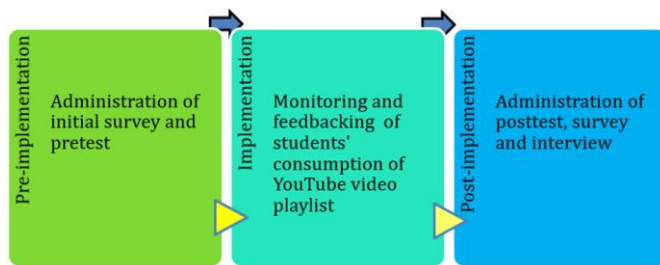 Pre-implementation
Administration of
initial survey and
pretest
Implementation
Monitoring and
feedbacking of
students'
consumption of
YouTube video
playlist
Post-implementation
Administration of
posttest, survey
and interview